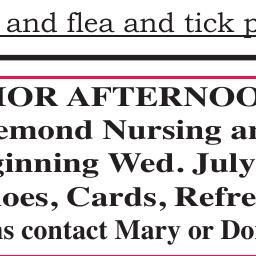 and flea and tick p
IOR AFTERNOO
emond Nursing a
ginning Wed. July
oes, Cards, Refre
ns contact Mary or Do